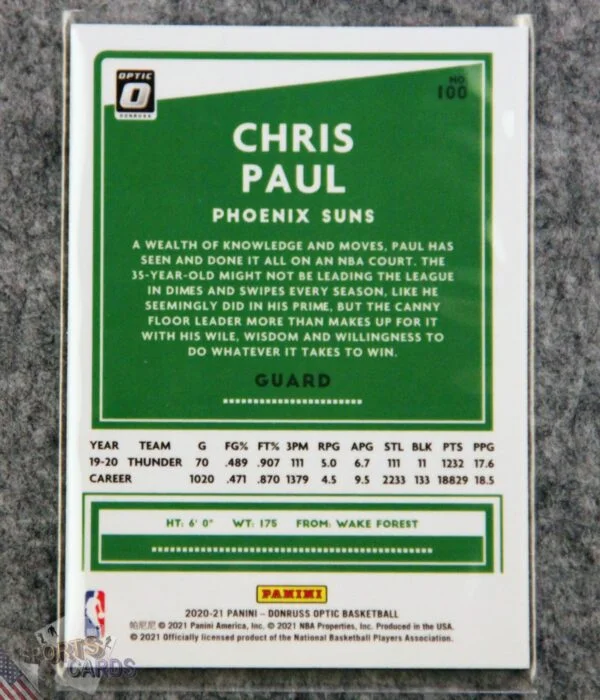 OPTIC
DONRUSS
NO.
100
CHRIS
PAUL
PHOENIX SUNS
A WEALTH OF KNOWLEDGE AND MOVES, PAUL HAS
SEEN AND DONE IT ALL ON AN NBA COURT. THE
35-YEAR-OLD MIGHT NOT BE LEADING THE LEAGUE
IN DIMES AND SWIPES EVERY SEASON, LIKE HE
SEEMINGLY DID IN HIS PRIME, BUT THE CANNY
FLOOR LEADER MORE THAN MAKES UP FOR IT
WITH HIS WILE, WISDOM AND WILLINGNESS TO
DO WHATEVER IT TAKES TO WIN.
GUARD
YEAR TEAM G FG% FT% 3PM RPG APG STL BLK PTS PPG
19-20 THUNDER 70 .489 .907 111 5.0 6.7 111 11 1232 17.6
CAREER 1020 .471 .870 1379 4.5 9.5 2233 133 18829 18.5
HT: 6' 0" WT: 175 FROM: WAKE FOREST
PANINI
2020-21 PANINI – DONRUSS OPTIC BASKETBALL
帕尼尼 © 2021 Panini America, Inc. © 2021 NBA Properties, Inc. Produced in the USA.
© 2021 Officially licensed product of the National Basketball Players Association.
SPORTS
CARDS